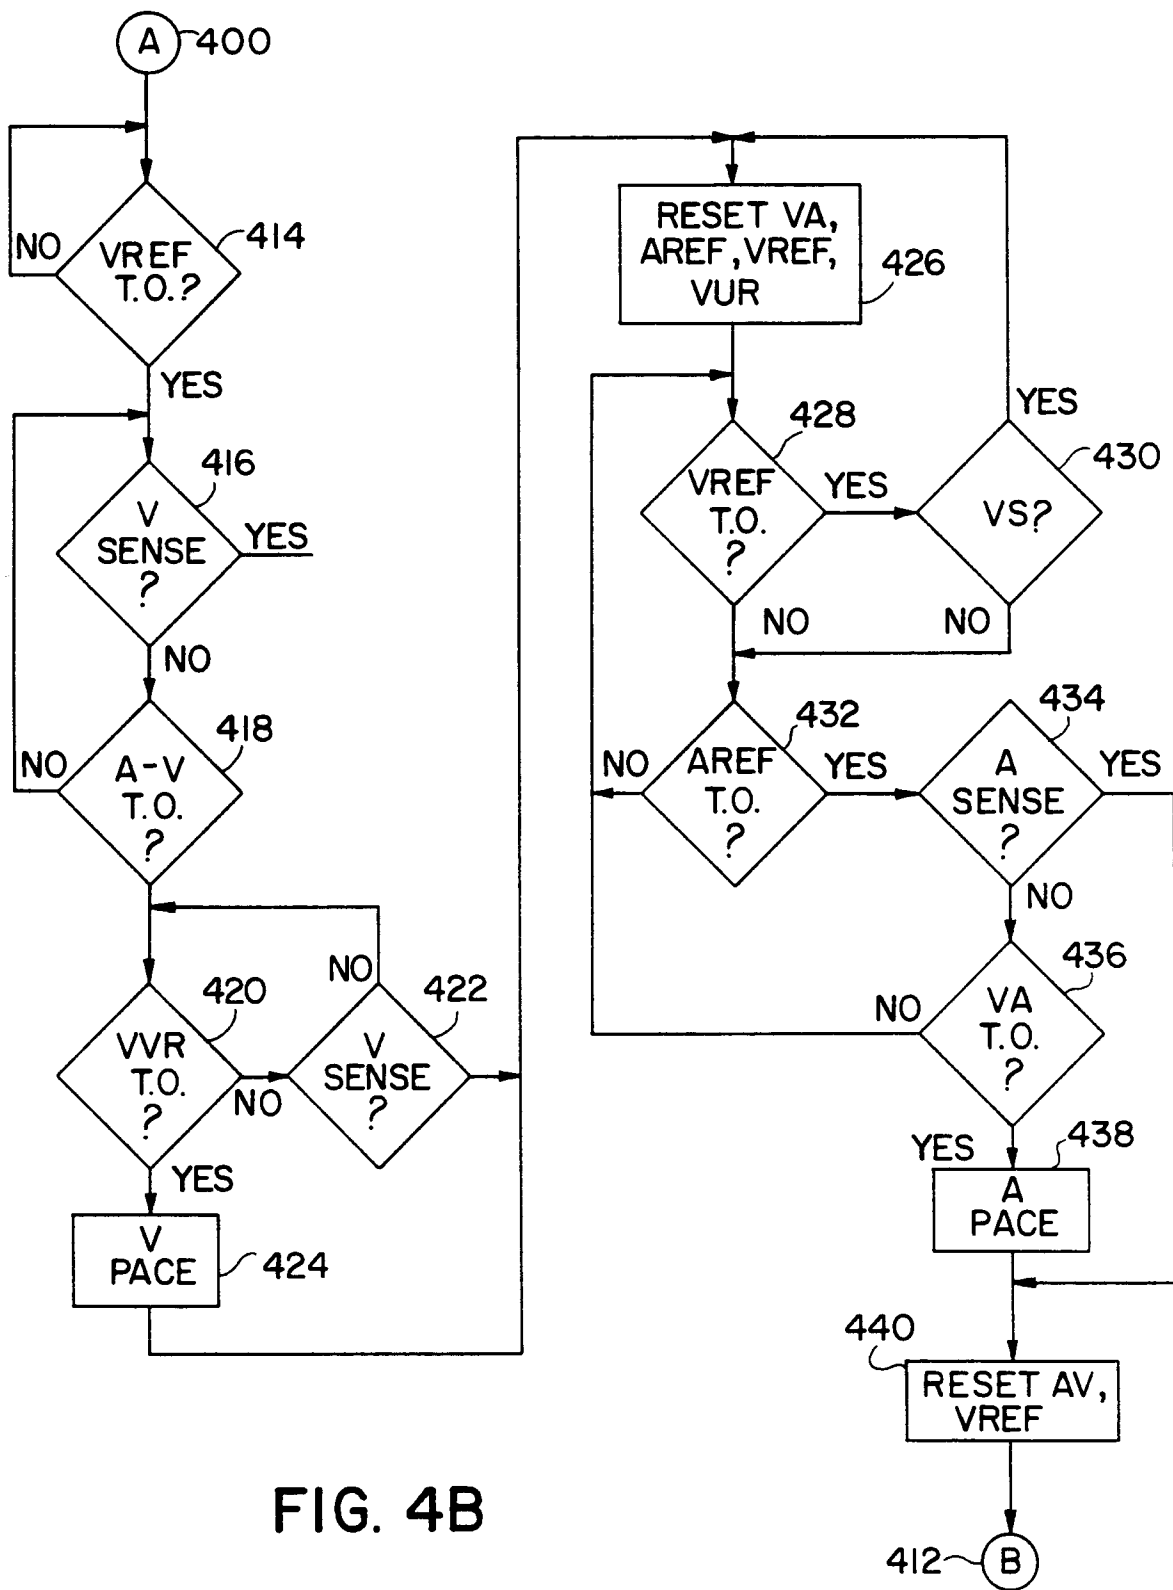 A
400
NO
VREF
T.O.?
414
YES
V
SENSE
?
416
YES
NO
NO
A-V
T.O.
?
418
NO
VVR
T.O.
?
420
NO
V
SENSE
?
422
YES
V
PACE
424
RESET VA,
AREF, VREF,
VUR
426
VREF
T.O.
?
428
YES
VS?
430
YES
NO
NO
NO
AREF
T.O.
?
432
YES
A
SENSE
?
434
YES
NO
NO
VA
T.O.
?
436
YES
438
A
PACE
440
RESET AV,
VREF
412
B
FIG. 4B